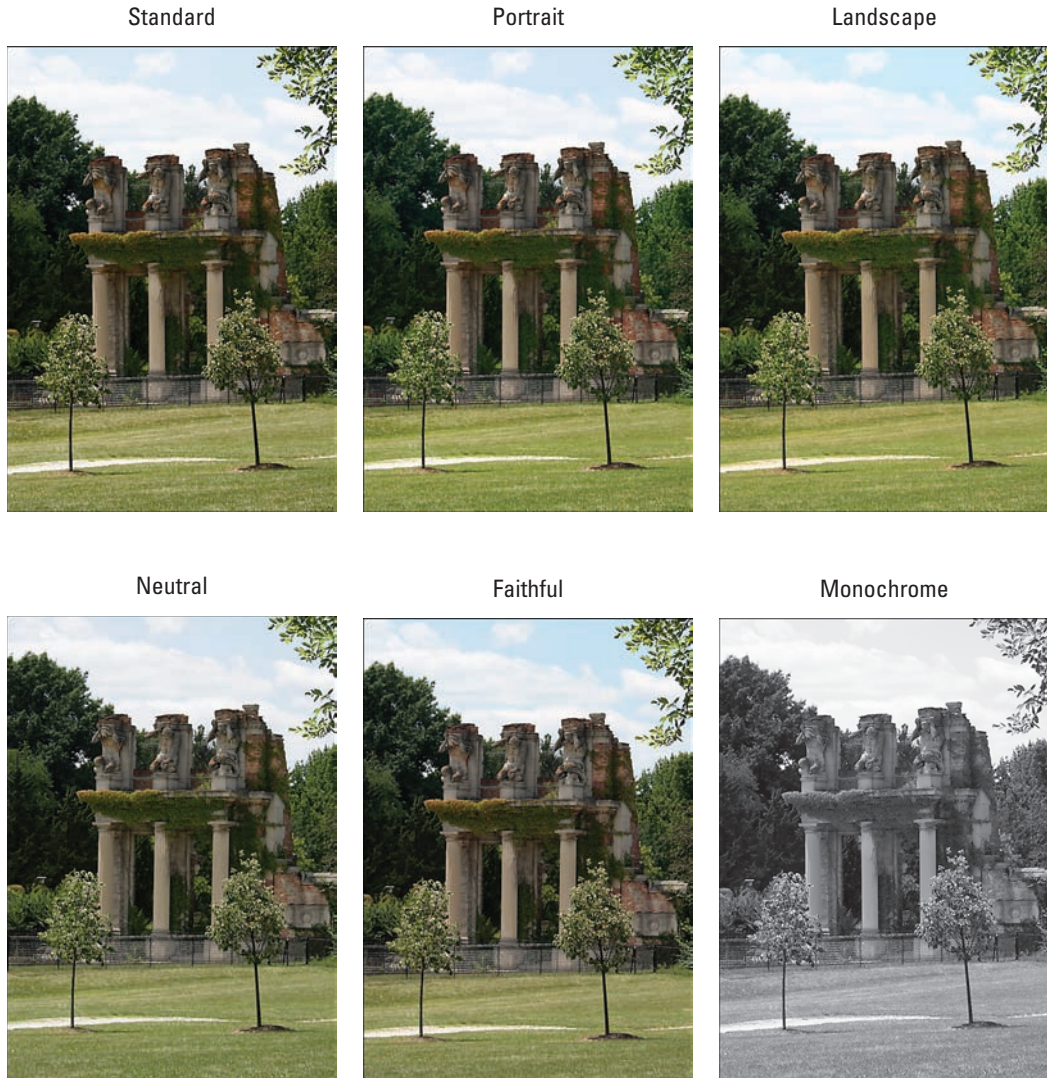 Standard
Portrait
Landscape
Neutral
Faithful
Monochrome